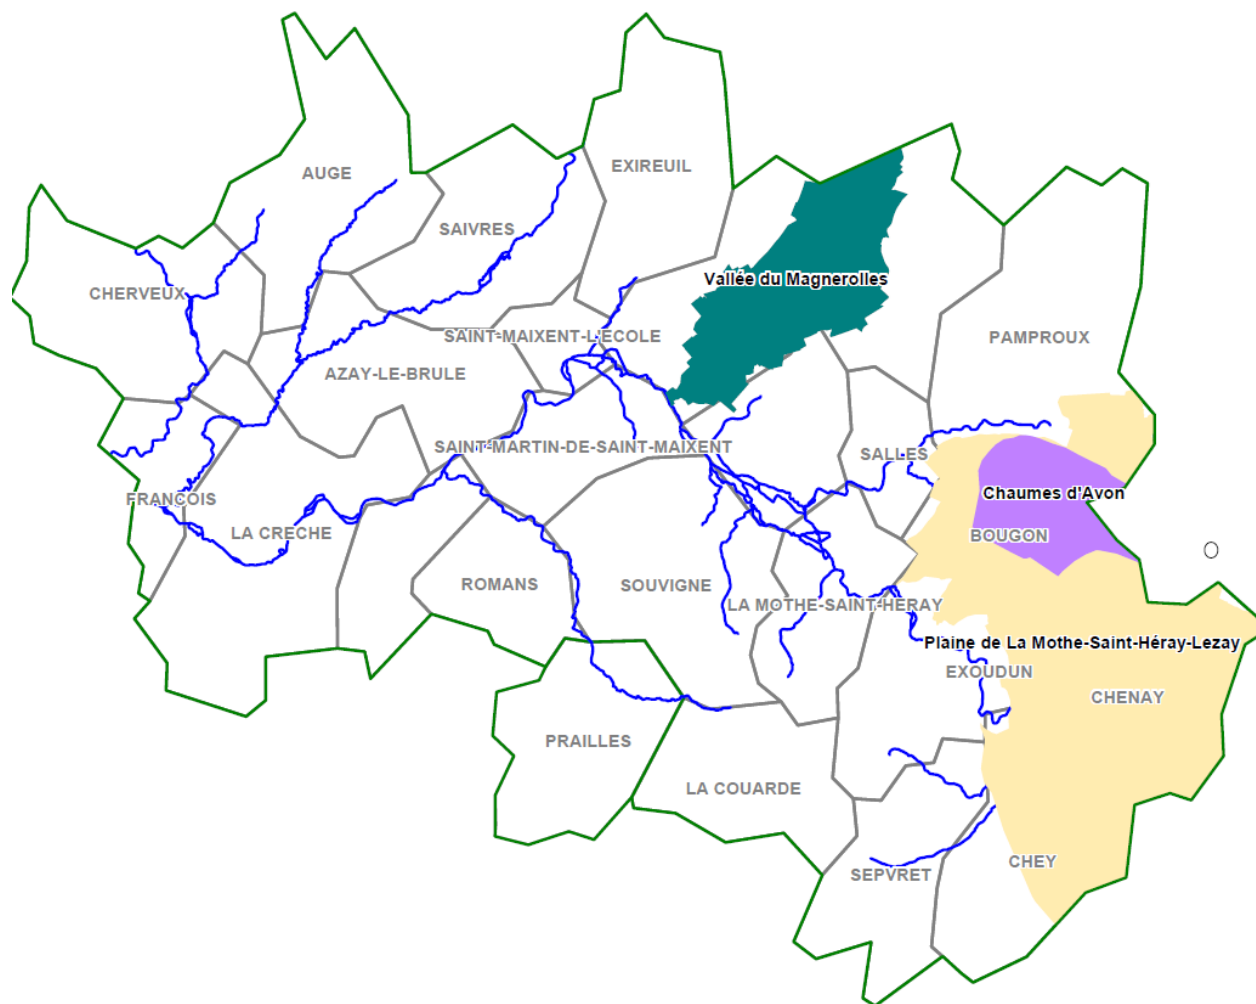 EXIREUIL
AUGE
SAIVRES
Vallée du Magnerolles
CHERVEUX
SAINT-MAIXENT-L'ECOLE
PAMPROUX
AZAY-LE-BRULE
SAINT-MARTIN-DE-SAINT-MAIXENT
SALLES
Chaumes d'Avon
FRANÇOIS
LA CRECHE
BOUGON
ROMANS
SOUVIGNE
LA MOTHE-SAINT-HERAY
Plaine de La Mothe-Saint-Héray-Lezay
EXOUDUN
CHENAY
PRAILLES
LA COUARDE
CHEY
SEPVRET